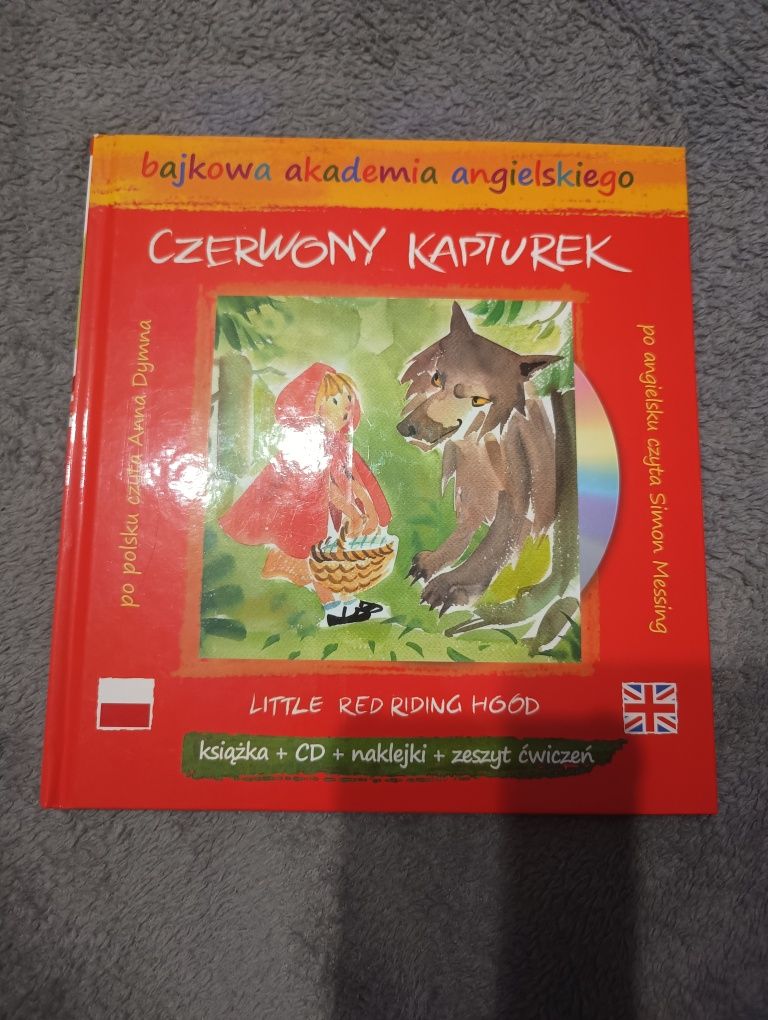 bajkowa akademia angielskiego
CZERWONY KAPTUREK
po polsku czyta Anna Dymna
po angielsku czyta Simon Messing
LITTLE RED RIDING HOOD
książka + CD + naklejki + zeszyt ćwiczeń